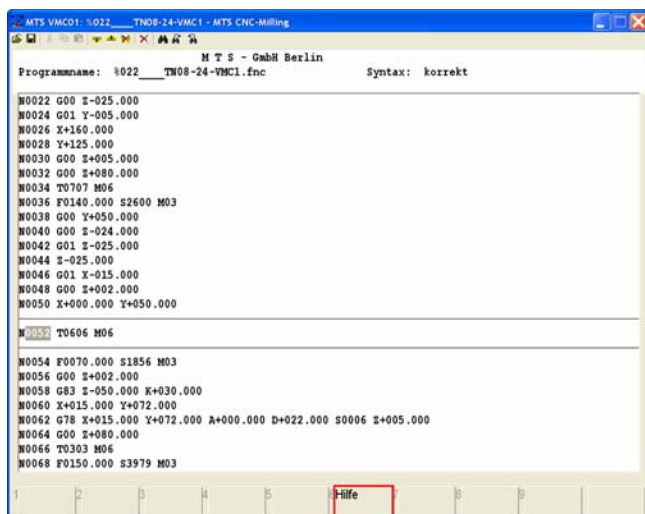 MTS VMC01: %022____TN08-24-VMC1 - MTS CNC-Milling
M T S - GmbH Berlin
Programmname: %022____TN08-24-VMC1.fnc Syntax: korrekt
N0022 G00 Z-025.000
N0024 G01 Y-005.000
N0026 X+160.000
N0028 Y+125.000
N0030 G00 Z+005.000
N0032 G00 Z+080.000
N0034 T0707 M06
N0036 F0140.000 S2600 M03
N0038 G00 Y+050.000
N0040 G00 Z-024.000
N0042 G01 Z-025.000
N0044 Z-025.000
N0046 G01 X-015.000
N0048 G00 Z+002.000
N0050 X+000.000 Y+050.000
N0052 T0606 M06
N0054 F0070.000 S1856 M03
N0056 G00 Z+002.000
N0058 G83 Z-050.000 K+030.000
N0060 X+015.000 Y+072.000
N0062 G78 X+015.000 Y+072.000 A+000.000 D+022.000 S0006 Z+005.000
N0064 G00 Z+080.000
N0066 T0303 M06
N0068 F0150.000 S3979 M03
1 2 3 4 5 6 Hilfe 7 8 9